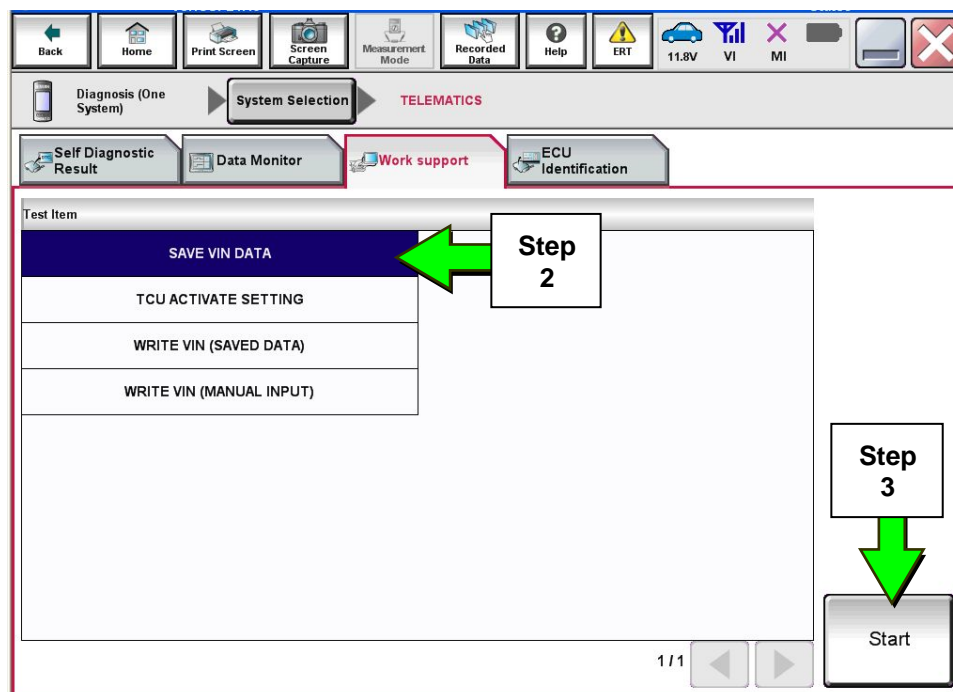 Back
Home
Print Screen
Screen
Capture
Measurement
Mode
Recorded
Data
Help
ERT
11.8V
VI
MI
Diagnosis (One
System)
System Selection
TELEMATICS
Self Diagnostic
Result
Data Monitor
Work support
ECU
Identification
Test Item
SAVE VIN DATA
Step
2
TCU ACTIVATE SETTING
WRITE VIN (SAVED DATA)
WRITE VIN (MANUAL INPUT)
Step
3
Start
1/1